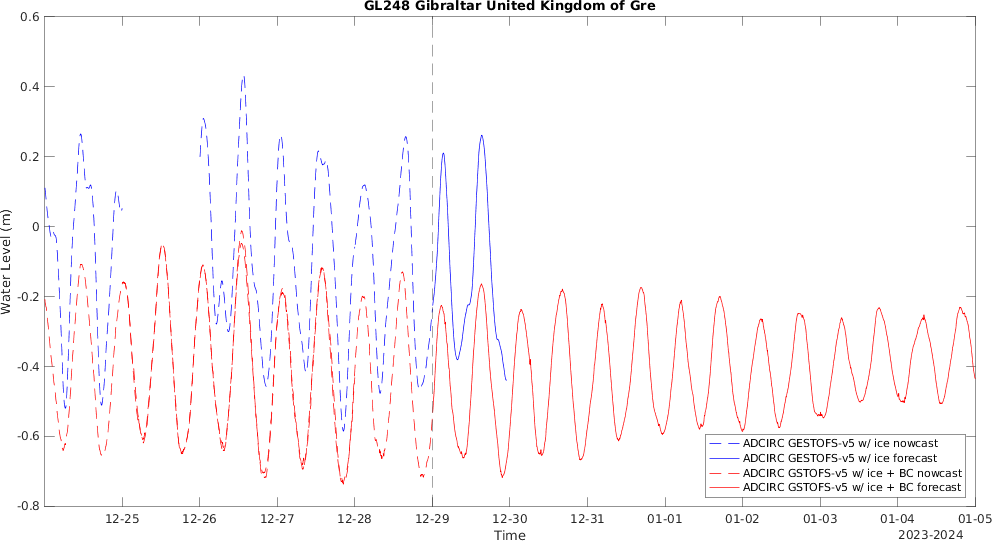 GL248 Gibraltar United Kingdom of Gre
0.6
0.4
0.2
0
-0.2
-0.4
-0.6
-0.8
Water Level (m)
ADCIRC GESTOFS-v5 w/ ice nowcast
ADCIRC GESTOFS-v5 w/ ice forecast
ADCIRC GSTOFS-v5 w/ ice + BC nowcast
ADCIRC GSTOFS-v5 w/ ice + BC forecast
12-25 12-26 12-27 12-28 12-29 12-30 12-31 01-01 01-02 01-03 01-04 01-05
Time
2023-2024